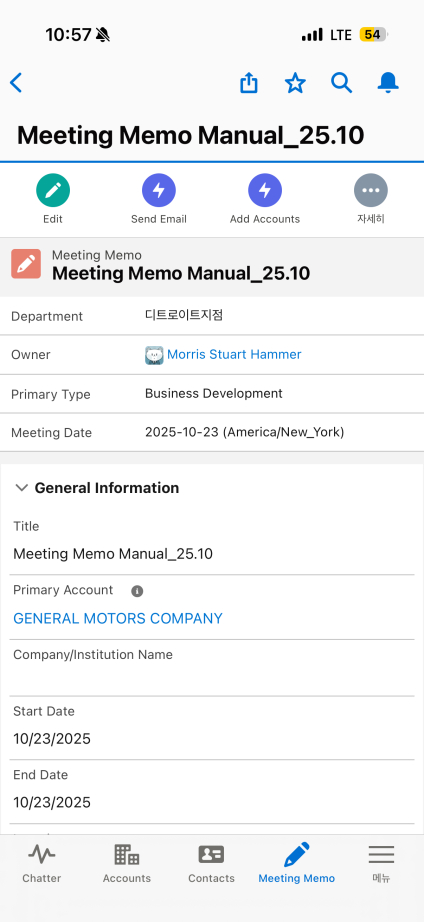 10:57
LTE
54
Meeting Memo Manual_25.10
Edit
Send Email
Add Accounts
자세히
Meeting Memo
Meeting Memo Manual_25.10
Department
디트로이트지점
Owner
Morris Stuart Hammer
Primary Type
Business Development
Meeting Date
2025-10-23 (America/New_York)
General Information
Title
Meeting Memo Manual_25.10
Primary Account
GENERAL MOTORS COMPANY
Company/Institution Name
Start Date
10/23/2025
End Date
10/23/2025
Chatter
Accounts
Contacts
Meeting Memo
메뉴